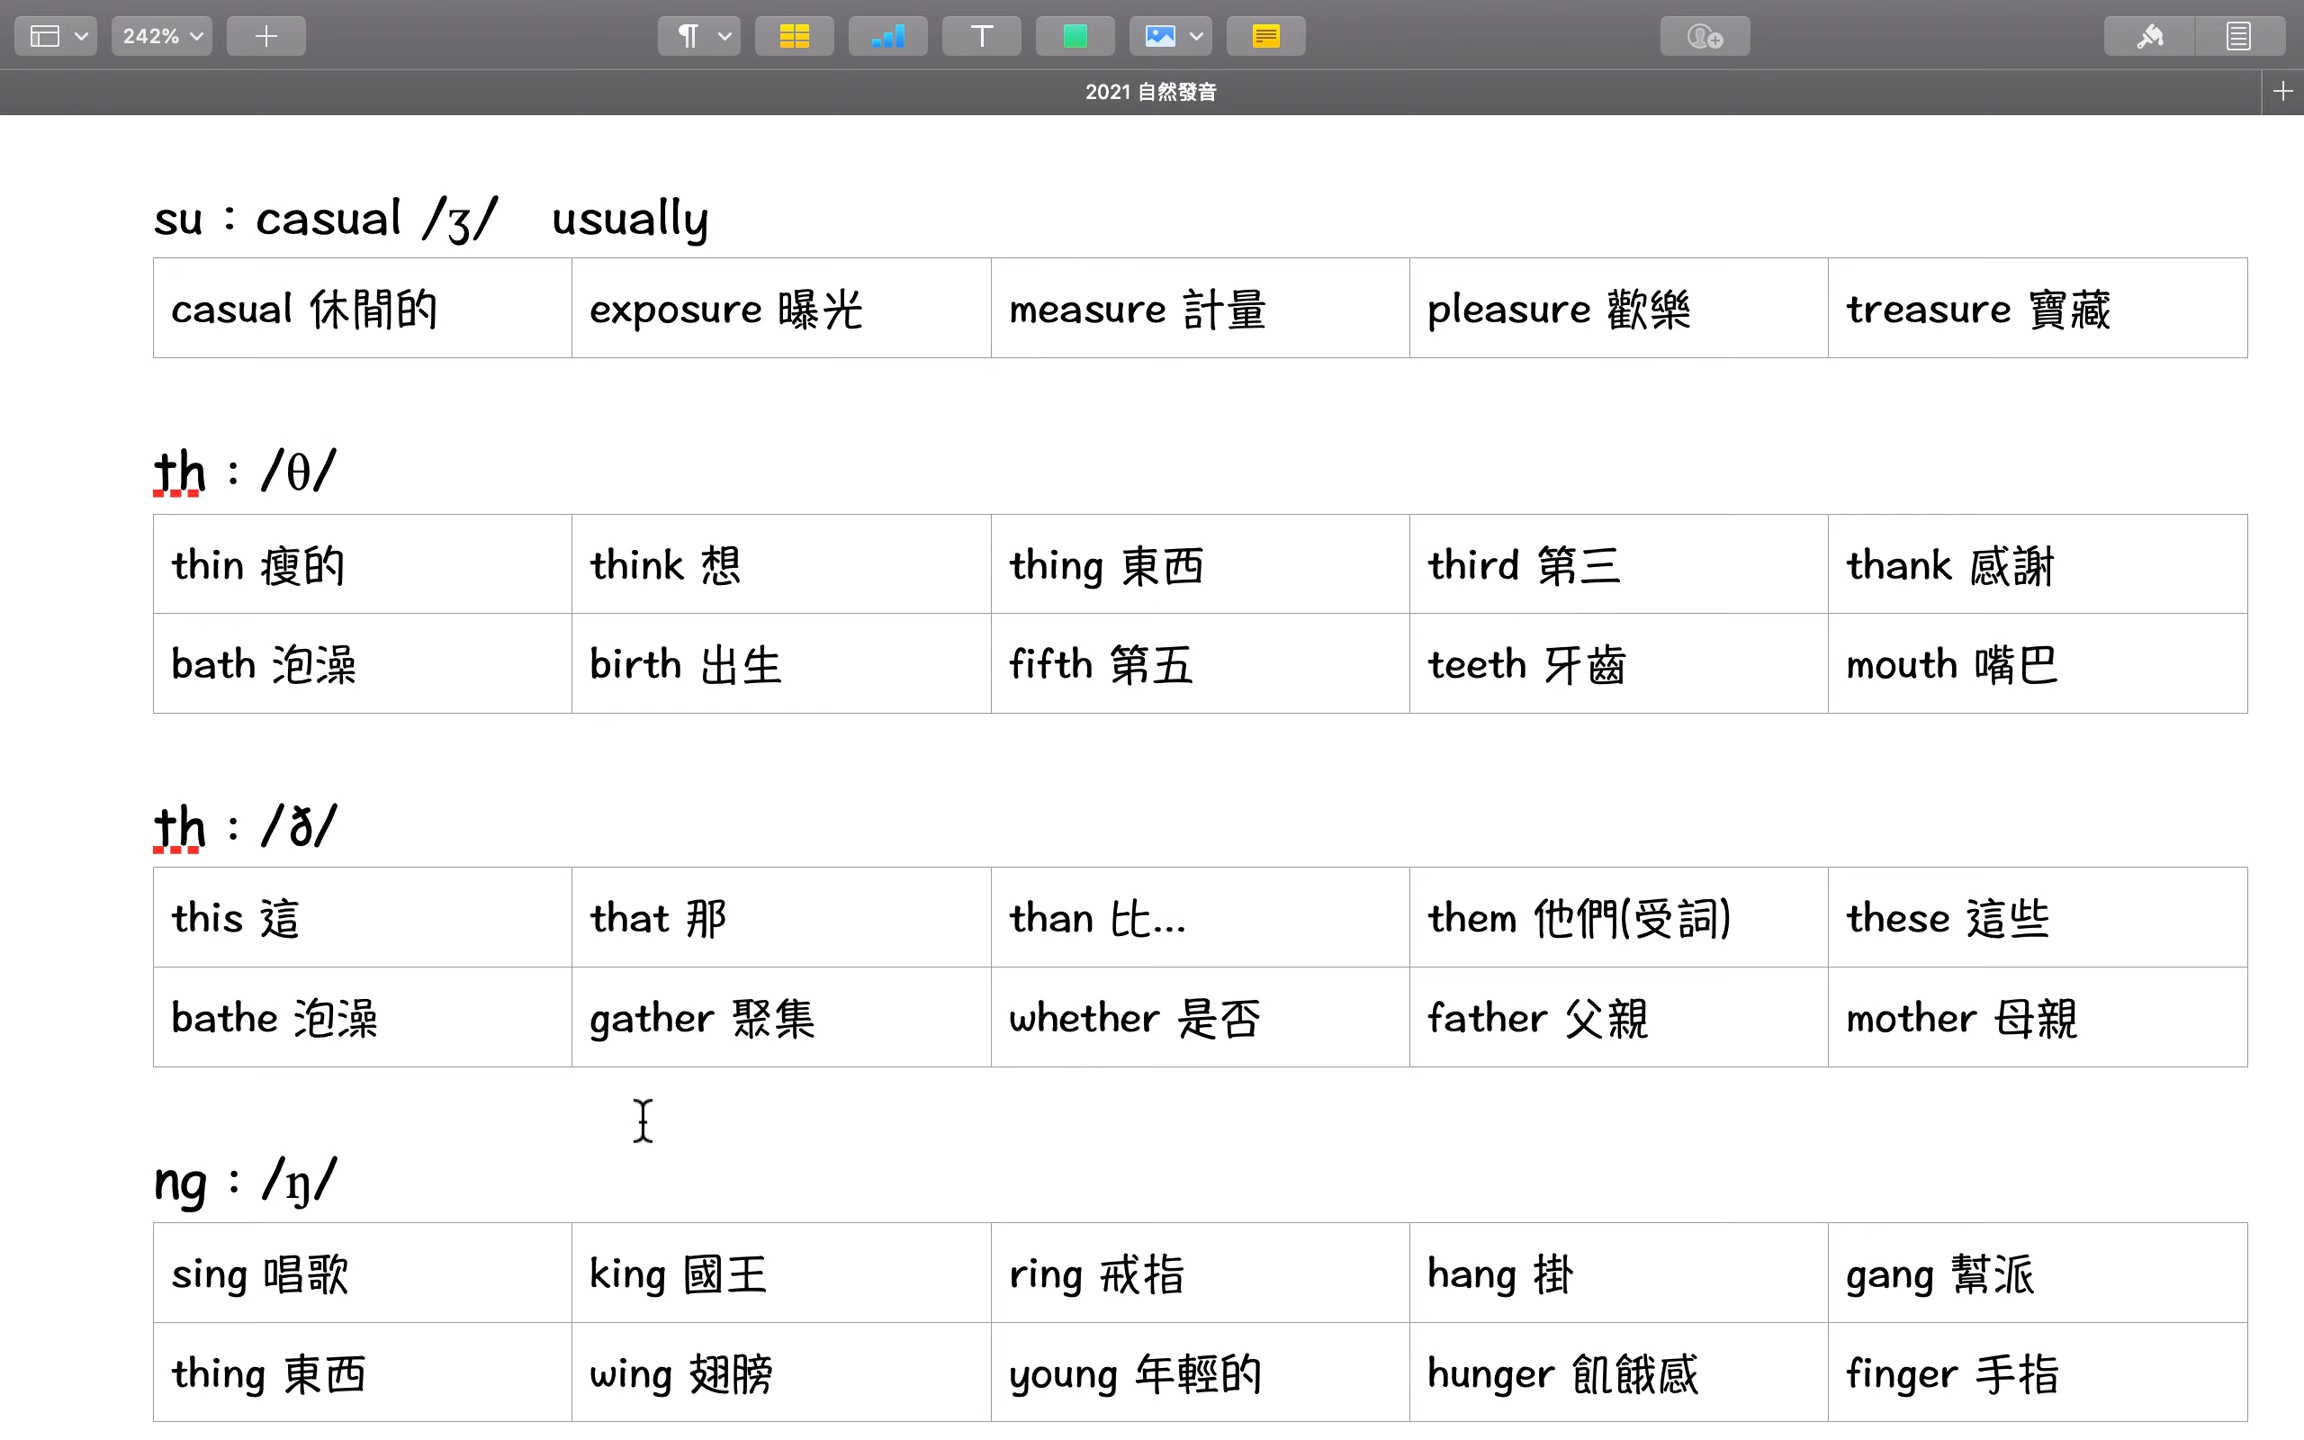 242%
2021 自然發音
su：casual /ʒ/ usually
casual 休閒的 exposure 曝光 measure 計量 pleasure 歡樂 treasure 寶藏
th：/θ/
thin 瘦的 think 想 thing 東西 third 第三 thank 感謝
bath 泡澡 birth 出生 fifth 第五 teeth 牙齒 mouth 嘴巴
th：/ð/
this 這 that 那 than 比... them 他們(受詞) these 這些
bathe 泡澡 gather 聚集 whether 是否 father 父親 mother 母親
ng：/ŋ/
sing 唱歌 king 國王 ring 戒指 hang 掛 gang 幫派
thing 東西 wing 翅膀 young 年輕的 hunger 飢餓感 finger 手指